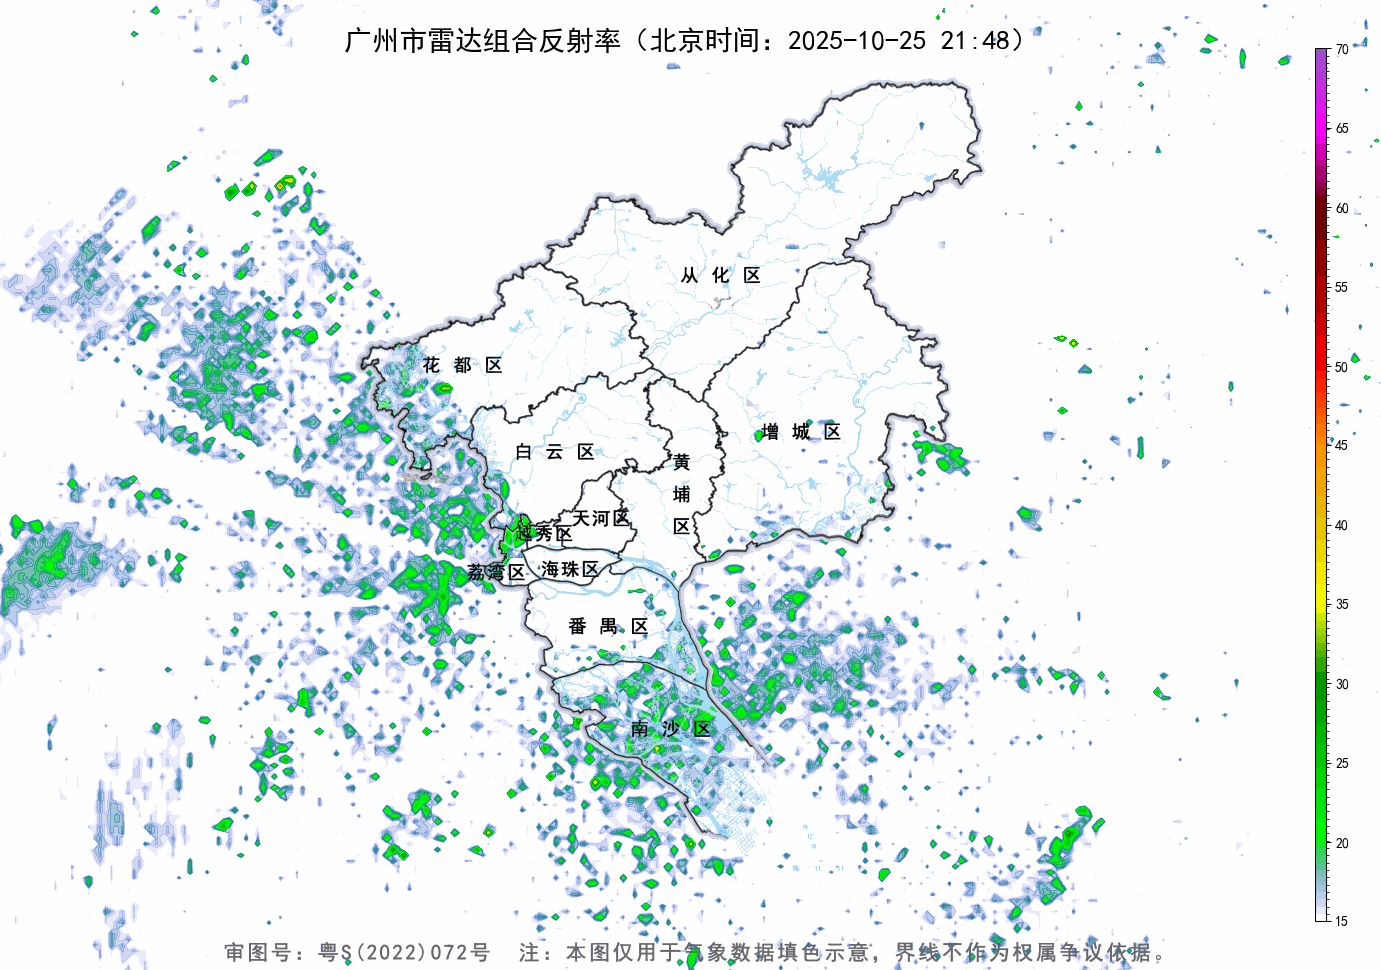 广州市雷达组合反射率（北京时间：2025-10-25 21:48）
70
65
60
55
50
45
40
35
30
25
20
15
从 化 区
花 都 区
增 城 区
白 云 区
黄
埔
区
天河区
越秀区
海珠区
荔湾区
番 禺 区
南 沙 区
审图号：粤S(2022)072号 注：本图仅用于气象数据填色示意，界线不作为权属争议依据。